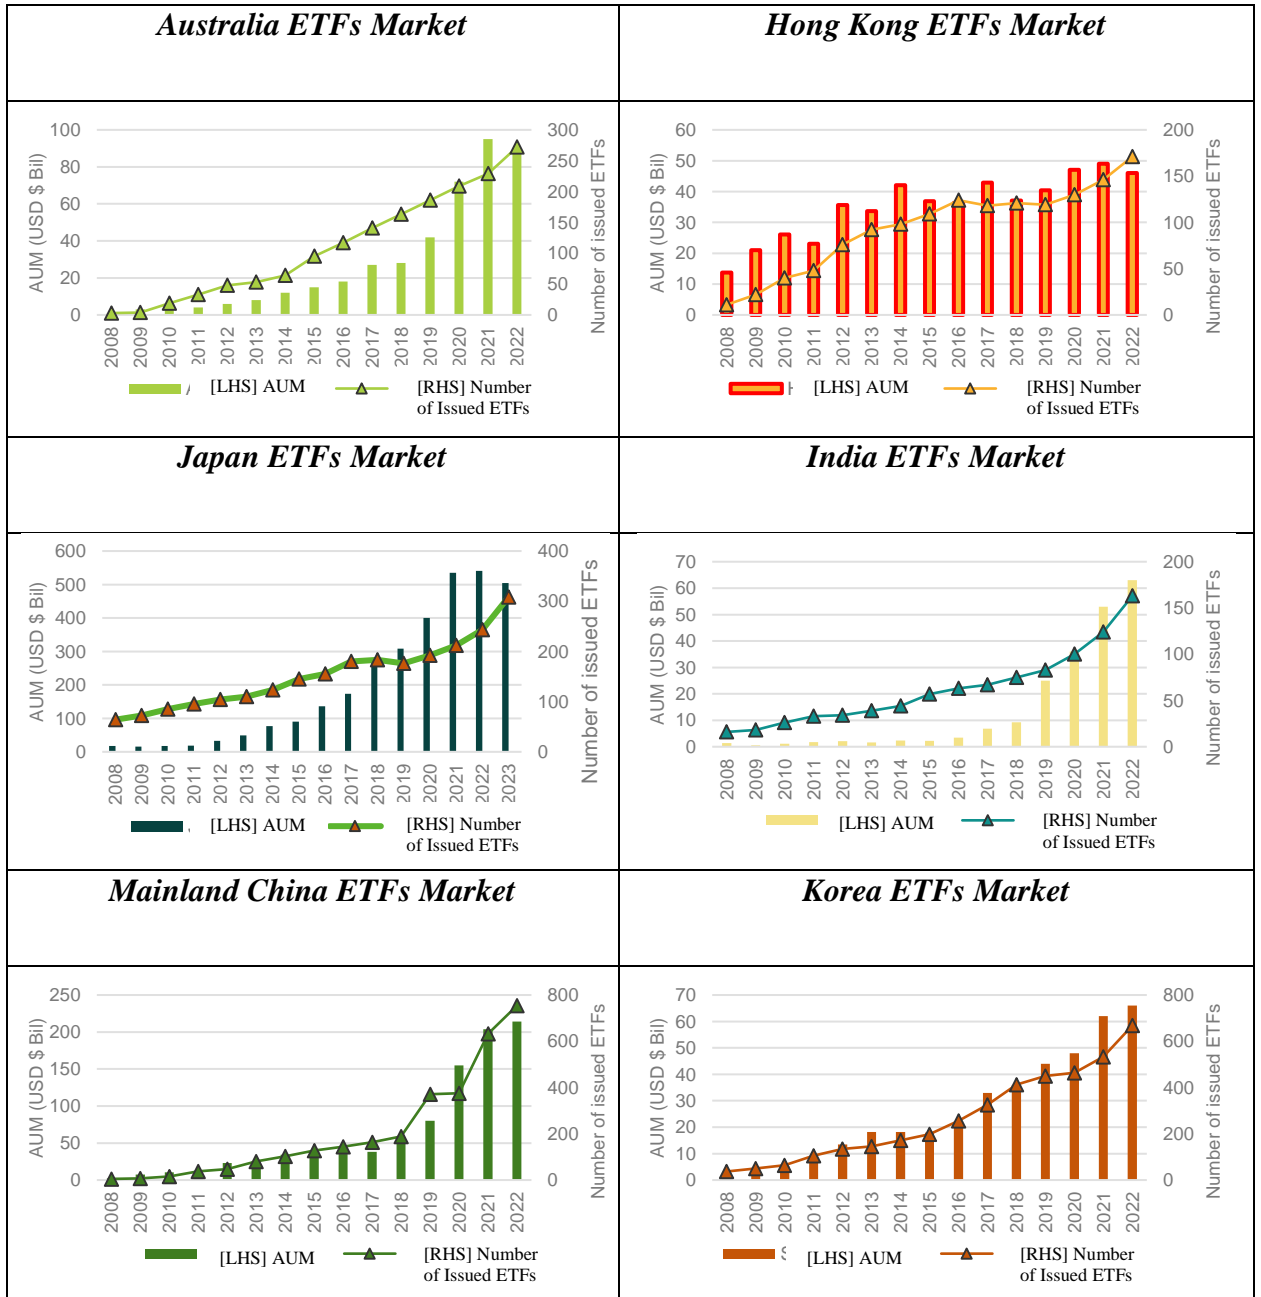 Australia ETFs Market
Hong Kong ETFs Market
AUM (USD $ Bil)
100
80
60
40
20
0
300
250
200
150
100
50
0
Number of issued ETFs
2008 2009 2010 2011 2012 2013 2014 2015 2016 2017 2018 2019 2020 2021 2022
[LHS] AUM
[RHS] Number
of Issued ETFs
AUM (USD $ Bil)
60
50
40
30
20
10
0
200
150
100
50
0
Number of issued ETFs
2008 2009 2010 2011 2012 2013 2014 2015 2016 2017 2018 2019 2020 2021 2022
[LHS] AUM
[RHS] Number
of Issued ETFs
Japan ETFs Market
India ETFs Market
AUM (USD $ Bil)
600
500
400
300
200
100
0
400
300
200
100
0
Number of issued ETFs
2008 2009 2010 2011 2012 2013 2014 2015 2016 2017 2018 2019 2020 2021 2022 2023
[LHS] AUM
[RHS] Number
of Issued ETFs
AUM (USD $ Bil)
70
60
50
40
30
20
10
0
200
150
100
50
0
Number of issued ETFs
2008 2009 2010 2011 2012 2013 2014 2015 2016 2017 2018 2019 2020 2021 2022
[LHS] AUM
[RHS] Number
of Issued ETFs
Mainland China ETFs Market
Korea ETFs Market
AUM (USD $ Bil)
250
200
150
100
50
0
800
600
400
200
0
Number of issued ETFs
2008 2009 2010 2011 2012 2013 2014 2015 2016 2017 2018 2019 2020 2021 2022
[LHS] AUM
[RHS] Number
of Issued ETFs
AUM (USD $ Bil)
70
60
50
40
30
20
10
0
800
600
400
200
0
Number of issued ETFs
2008 2009 2010 2011 2012 2013 2014 2015 2016 2017 2018 2019 2020 2021 2022
[LHS] AUM
[RHS] Number
of Issued ETFs